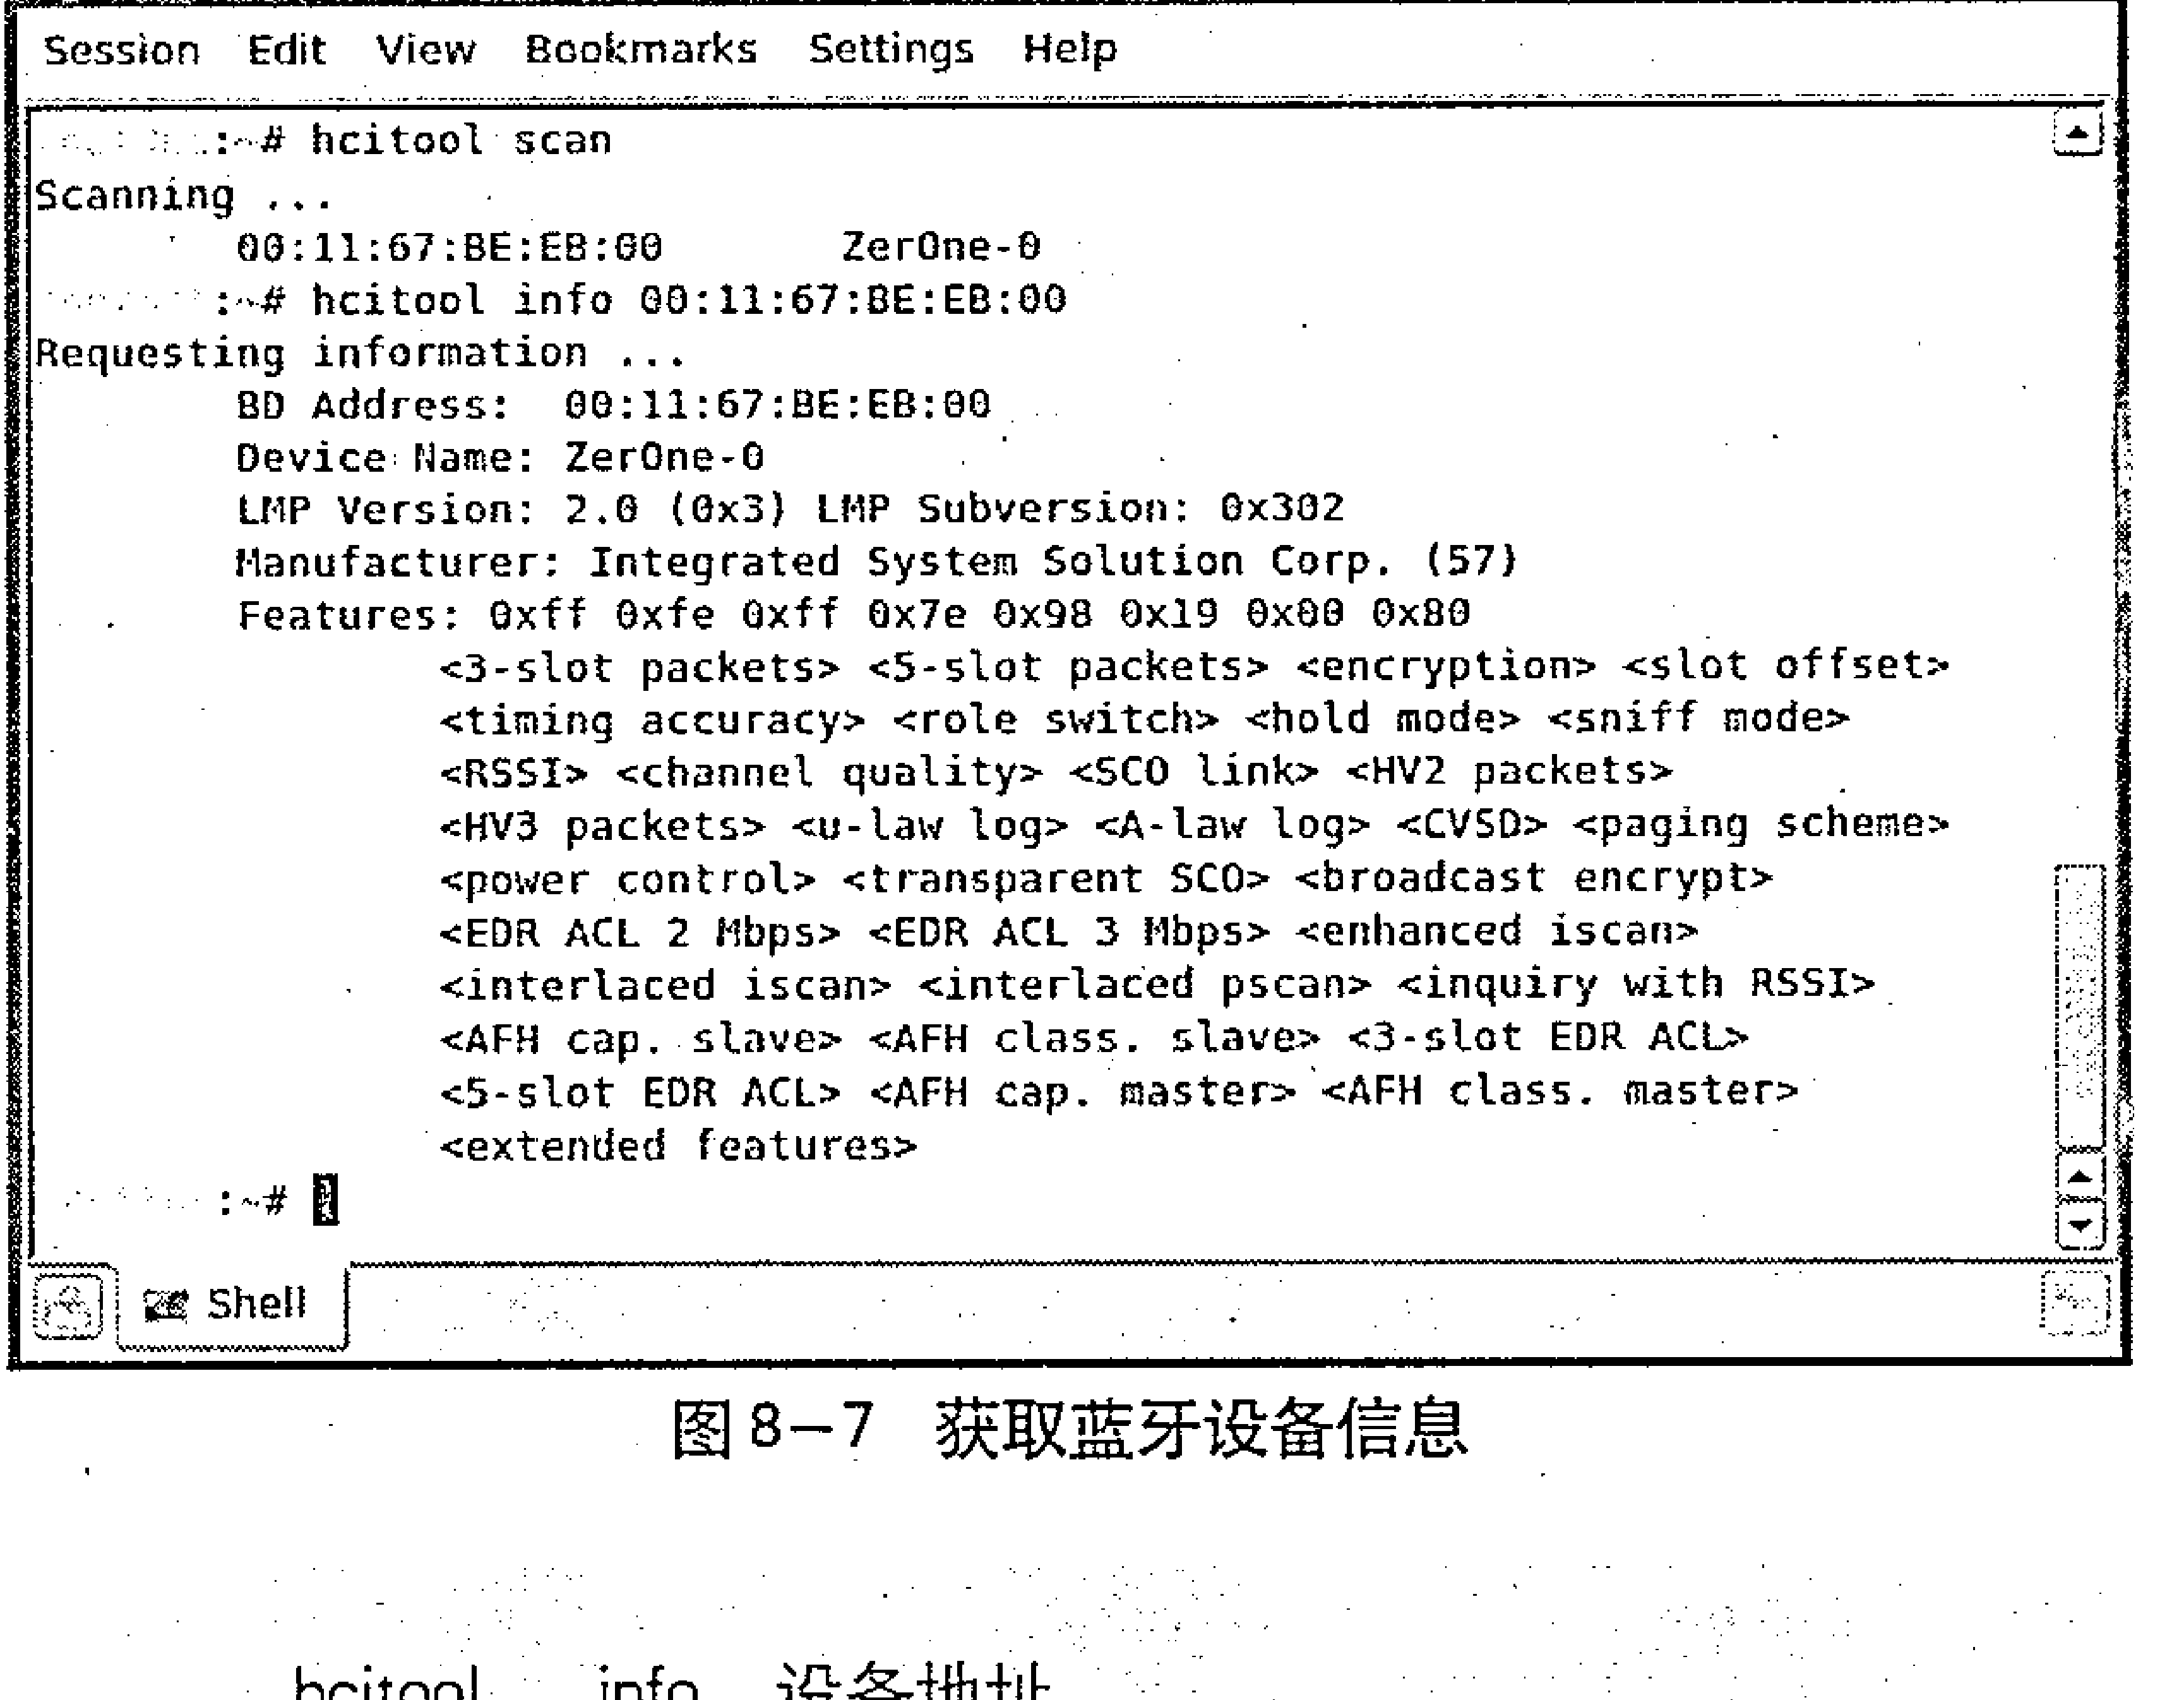 Session Edit View Bookmarks Settings Help
:~# hcitool scan
Scanning ...
00:11:67:BE:EB:00 ZerOne-0
:~# hcitool info 00:11:67:BE:EB:00
Requesting information ...
BD Address: 00:11:67:BE:EB:00
Device Name: ZerOne-0
LMP Version: 2.0 (0x3) LMP Subversion: 0x302
Manufacturer: Integrated System Solution Corp. (57)
Features: 0xff 0xfe 0xff 0x7e 0x98 0x19 0x00 0x80
<3-slot packets> <5-slot packets> <encryption> <slot offset>
<timing accuracy> <role switch> <hold mode> <sniff mode>
<RSSI> <channel quality> <SCO link> <HV2 packets>
<HV3 packets> <u-law log> <A-law log> <CVSD> <paging scheme>
<power control> <transparent SCO> <broadcast encrypt>
<EDR ACL 2 Mbps> <EDR ACL 3 Mbps> <enhanced iscan>
<interlaced iscan> <interlaced pscan> <inquiry with RSSI>
<AFH cap. slave> <AFH class. slave> <3-slot EDR ACL>
<5-slot EDR ACL> <AFH cap. master> <AFH class. master>
<extended features>
:~#
Shell
图 8-7 获取蓝牙设备信息
hcitool info 设备地址